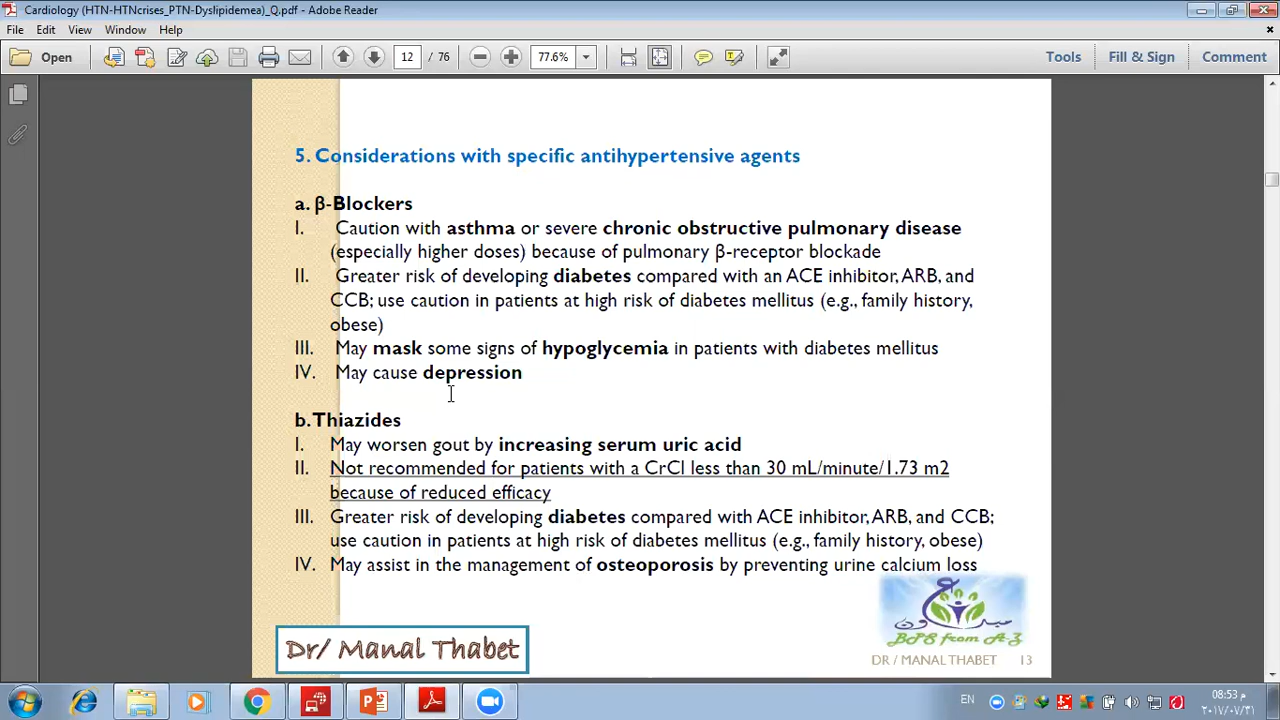 Cardiology (HTN-HTNcrises_PTN-Dyslipidemea)_Q.pdf - Adobe Reader
File Edit View Window Help
Open 12 / 76 77.6% Tools Fill & Sign Comment
5. Considerations with specific antihypertensive agents
a. β-Blockers
I. Caution with asthma or severe chronic obstructive pulmonary disease
(especially higher doses) because of pulmonary β-receptor blockade
II. Greater risk of developing diabetes compared with an ACE inhibitor, ARB, and
CCB; use caution in patients at high risk of diabetes mellitus (e.g., family history,
obese)
III. May mask some signs of hypoglycemia in patients with diabetes mellitus
IV. May cause depression
b. Thiazides
I. May worsen gout by increasing serum uric acid
II. Not recommended for patients with a CrCl less than 30 mL/minute/1.73 m2
because of reduced efficacy
III. Greater risk of developing diabetes compared with ACE inhibitor, ARB, and CCB;
use caution in patients at high risk of diabetes mellitus (e.g., family history, obese)
IV. May assist in the management of osteoporosis by preventing urine calcium loss
BPS from A-Z
Dr/ Manal Thabet
DR / MANAL THABET 13
EN
08:53 م
٢٠١٧/٠٧/٣١